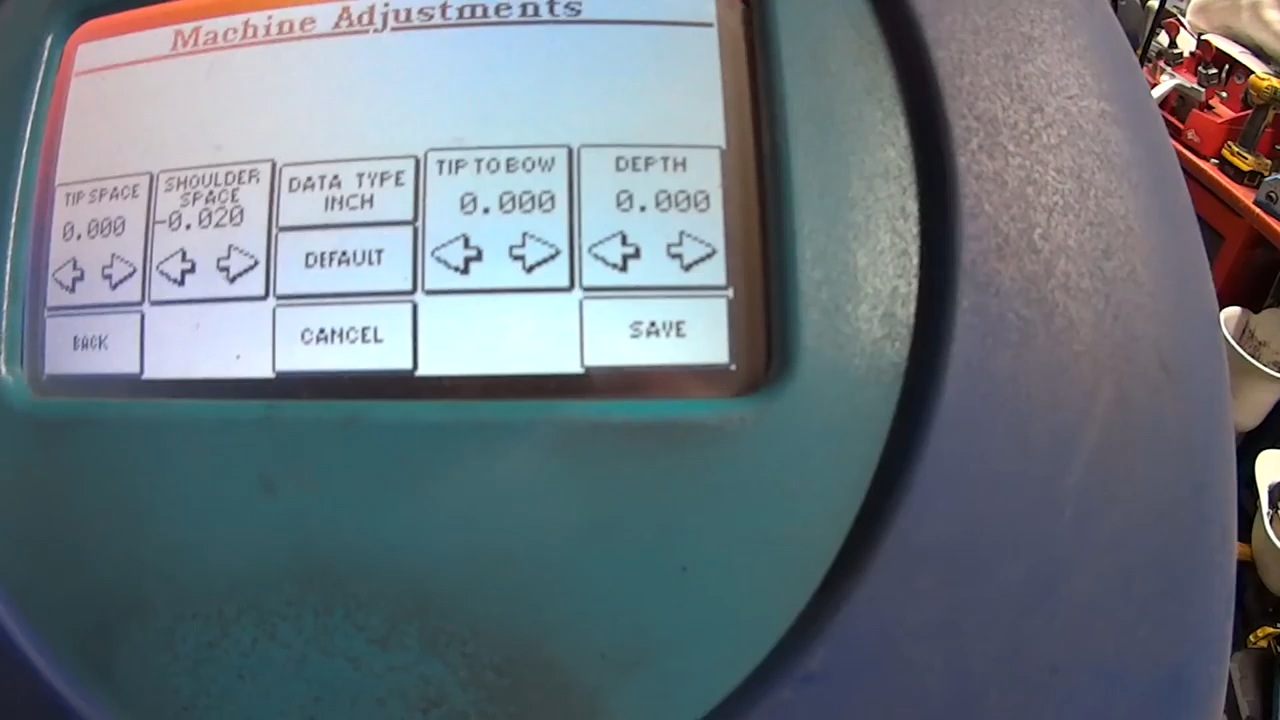 Machine Adjustments
TIP SPACE
0.000
SHOULDER
SPACE
-0.020
DATA TYPE
INCH
DEFAULT
TIP TO BOW
0.000
DEPTH
0.000
BACK
CANCEL
SAVE